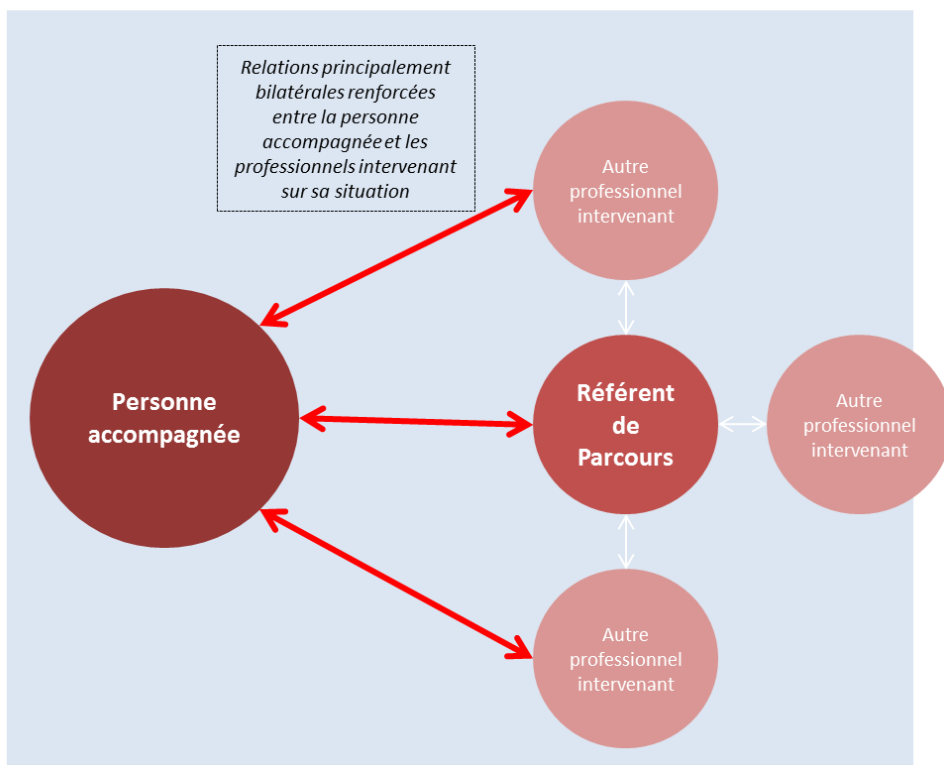 Relations principalement
bilatérales renforcées
entre la personne
accompagnée et les
professionnels intervenant
sur sa situation
Autre
professionnel
intervenant
Personne
accompagnée
Référent
de
Parcours
Autre
professionnel
intervenant
Autre
professionnel
intervenant